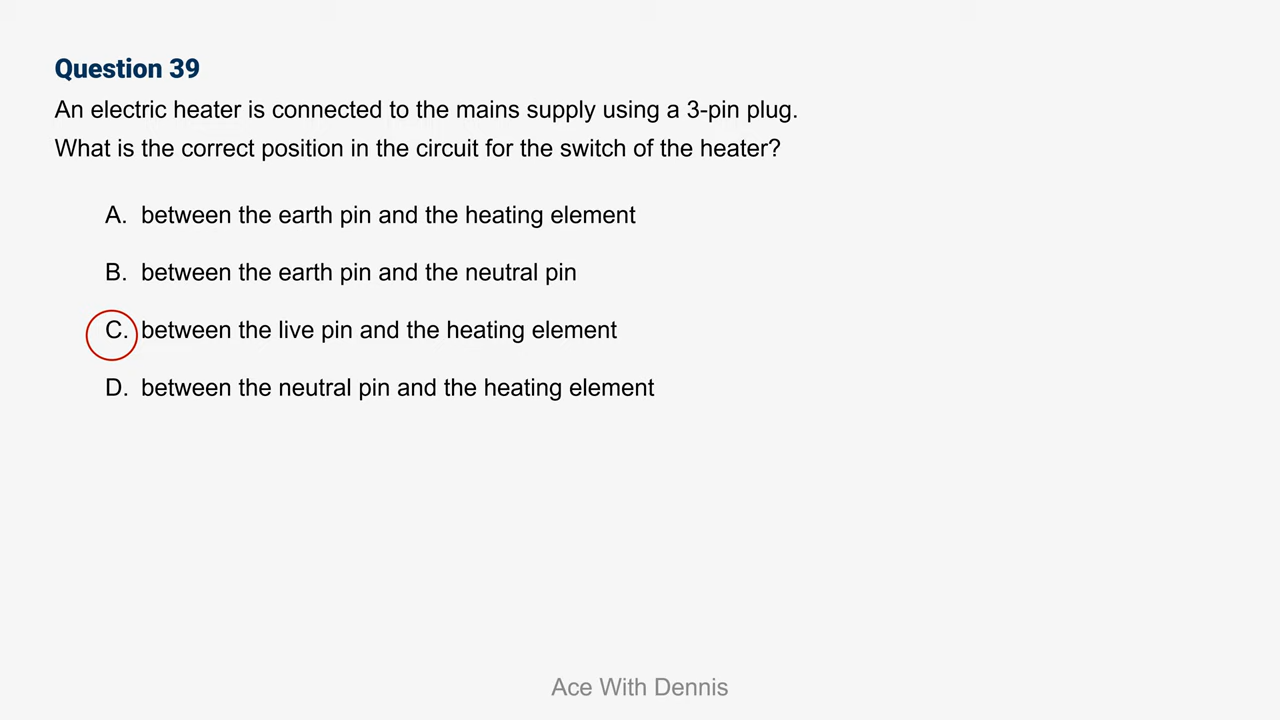 Question 39
An electric heater is connected to the mains supply using a 3-pin plug.
What is the correct position in the circuit for the switch of the heater?
A. between the earth pin and the heating element
B. between the earth pin and the neutral pin
C. between the live pin and the heating element
D. between the neutral pin and the heating element
Ace With Dennis